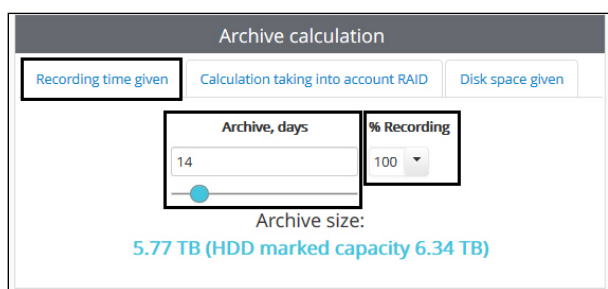 Archive calculation
Recording time given Calculation taking into account RAID Disk space given
Archive, days % Recording
14 100
Archive size:
5.77 TB (HDD marked capacity 6.34 TB)